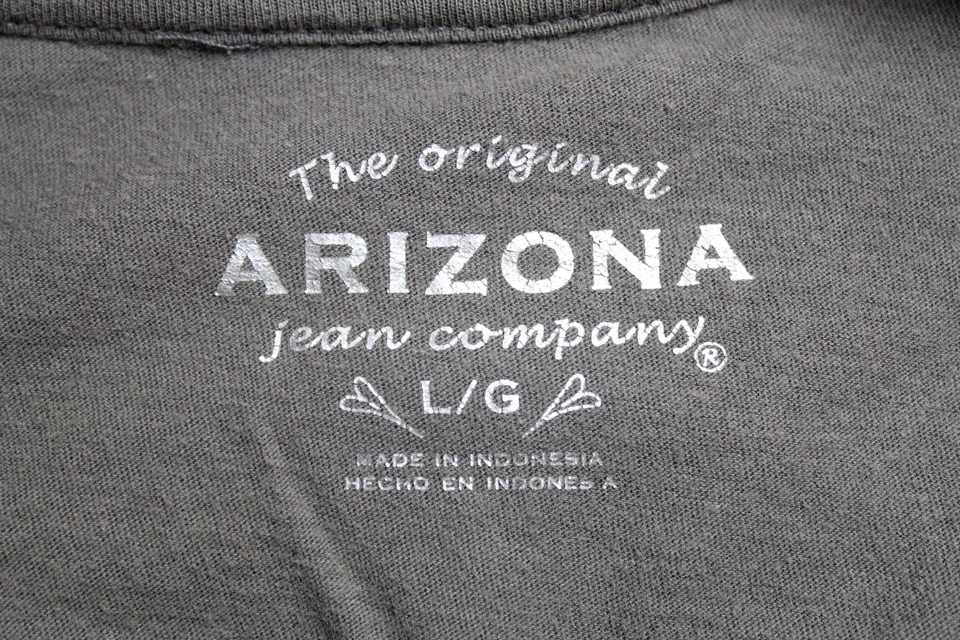 The original
ARIZONA
jean company®
L/G
MADE IN INDONESIA
HECHO EN INDONESIA